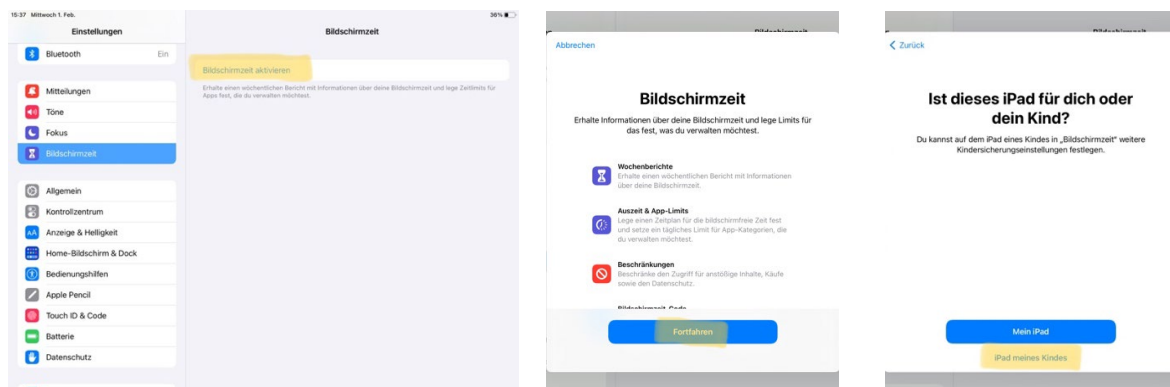 15:37 Mittwoch 1. Feb.
36%
Einstellungen
Bluetooth Ein
Mitteilungen
Töne
Fokus
Bildschirmzeit
Allgemein
Kontrollzentrum
Anzeige & Helligkeit
Home-Bildschirm & Dock
Bedienungshilfen
Apple Pencil
Touch ID & Code
Batterie
Datenschutz
Bildschirmzeit
Bildschirmzeit aktivieren
Erhalte einen wöchentlichen Bericht mit Informationen über deine Bildschirmzeit und lege Zeitlimits für
Apps fest, die du verwalten möchtest.
Bildschirmzeit
Abbrechen
Bildschirmzeit
Erhalte Informationen über deine Bildschirmzeit und lege Limits für
das fest, was du verwalten möchtest.
Wochenberichte
Erhalte einen wöchentlichen Bericht mit Informationen
über deine Bildschirmzeit.
Auszeit & App-Limits
Lege einen Zeitplan für die bildschirmfreie Zeit fest
und setze ein tägliches Limit für App-Kategorien, die
du verwalten möchtest.
Beschränkungen
Beschränke den Zugriff für anstößige Inhalte, Käufe
sowie den Datenschutz.
Bildschirmzeit-Code
Fortfahren
Bildschirmzeit
Zurück
Ist dieses iPad für dich oder
dein Kind?
Du kannst auf dem iPad eines Kindes in „Bildschirmzeit" weitere
Kindersicherungseinstellungen festlegen.
Mein iPad
iPad meines Kindes